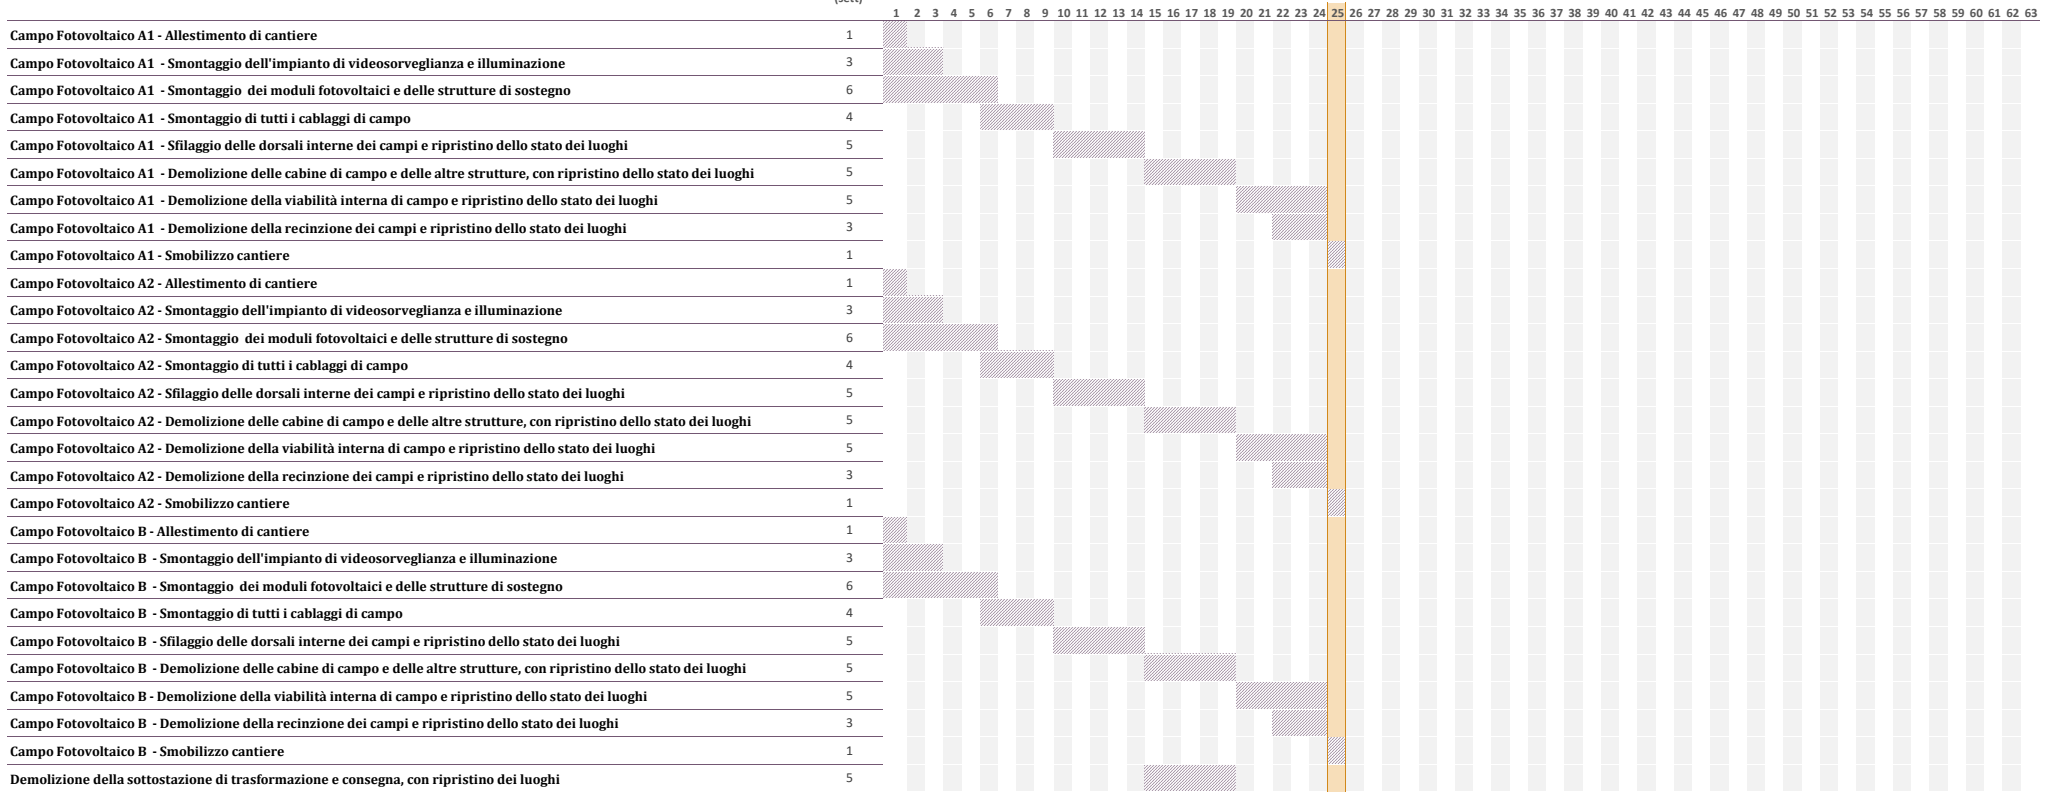 (sett)
1 2 3 4 5 6 7 8 9 10 11 12 13 14 15 16 17 18 19 20 21 22 23 24 25 26 27 28 29 30 31 32 33 34 35 36 37 38 39 40 41 42 43 44 45 46 47 48 49 50 51 52 53 54 55 56 57 58 59 60 61 62 63
Campo Fotovoltaico A1 - Allestimento di cantiere 1
Campo Fotovoltaico A1 - Smontaggio dell'impianto di videosorveglianza e illuminazione 3
Campo Fotovoltaico A1 - Smontaggio dei moduli fotovoltaici e delle strutture di sostegno 6
Campo Fotovoltaico A1 - Smontaggio di tutti i cablaggi di campo 4
Campo Fotovoltaico A1 - Sfilaggio delle dorsali interne dei campi e ripristino dello stato dei luoghi 5
Campo Fotovoltaico A1 - Demolizione delle cabine di campo e delle altre strutture, con ripristino dello stato dei luoghi 5
Campo Fotovoltaico A1 - Demolizione della viabilità interna di campo e ripristino dello stato dei luoghi 5
Campo Fotovoltaico A1 - Demolizione della recinzione dei campi e ripristino dello stato dei luoghi 3
Campo Fotovoltaico A1 - Smobilizzo cantiere 1
Campo Fotovoltaico A2 - Allestimento di cantiere 1
Campo Fotovoltaico A2 - Smontaggio dell'impianto di videosorveglianza e illuminazione 3
Campo Fotovoltaico A2 - Smontaggio dei moduli fotovoltaici e delle strutture di sostegno 6
Campo Fotovoltaico A2 - Smontaggio di tutti i cablaggi di campo 4
Campo Fotovoltaico A2 - Sfilaggio delle dorsali interne dei campi e ripristino dello stato dei luoghi 5
Campo Fotovoltaico A2 - Demolizione delle cabine di campo e delle altre strutture, con ripristino dello stato dei luoghi 5
Campo Fotovoltaico A2 - Demolizione della viabilità interna di campo e ripristino dello stato dei luoghi 5
Campo Fotovoltaico A2 - Demolizione della recinzione dei campi e ripristino dello stato dei luoghi 3
Campo Fotovoltaico A2 - Smobilizzo cantiere 1
Campo Fotovoltaico B - Allestimento di cantiere 1
Campo Fotovoltaico B - Smontaggio dell'impianto di videosorveglianza e illuminazione 3
Campo Fotovoltaico B - Smontaggio dei moduli fotovoltaici e delle strutture di sostegno 6
Campo Fotovoltaico B - Smontaggio di tutti i cablaggi di campo 4
Campo Fotovoltaico B - Sfilaggio delle dorsali interne dei campi e ripristino dello stato dei luoghi 5
Campo Fotovoltaico B - Demolizione delle cabine di campo e delle altre strutture, con ripristino dello stato dei luoghi 5
Campo Fotovoltaico B - Demolizione della viabilità interna di campo e ripristino dello stato dei luoghi 5
Campo Fotovoltaico B - Demolizione della recinzione dei campi e ripristino dello stato dei luoghi 3
Campo Fotovoltaico B - Smobilizzo cantiere 1
Demolizione della sottostazione di trasformazione e consegna, con ripristino dei luoghi 5